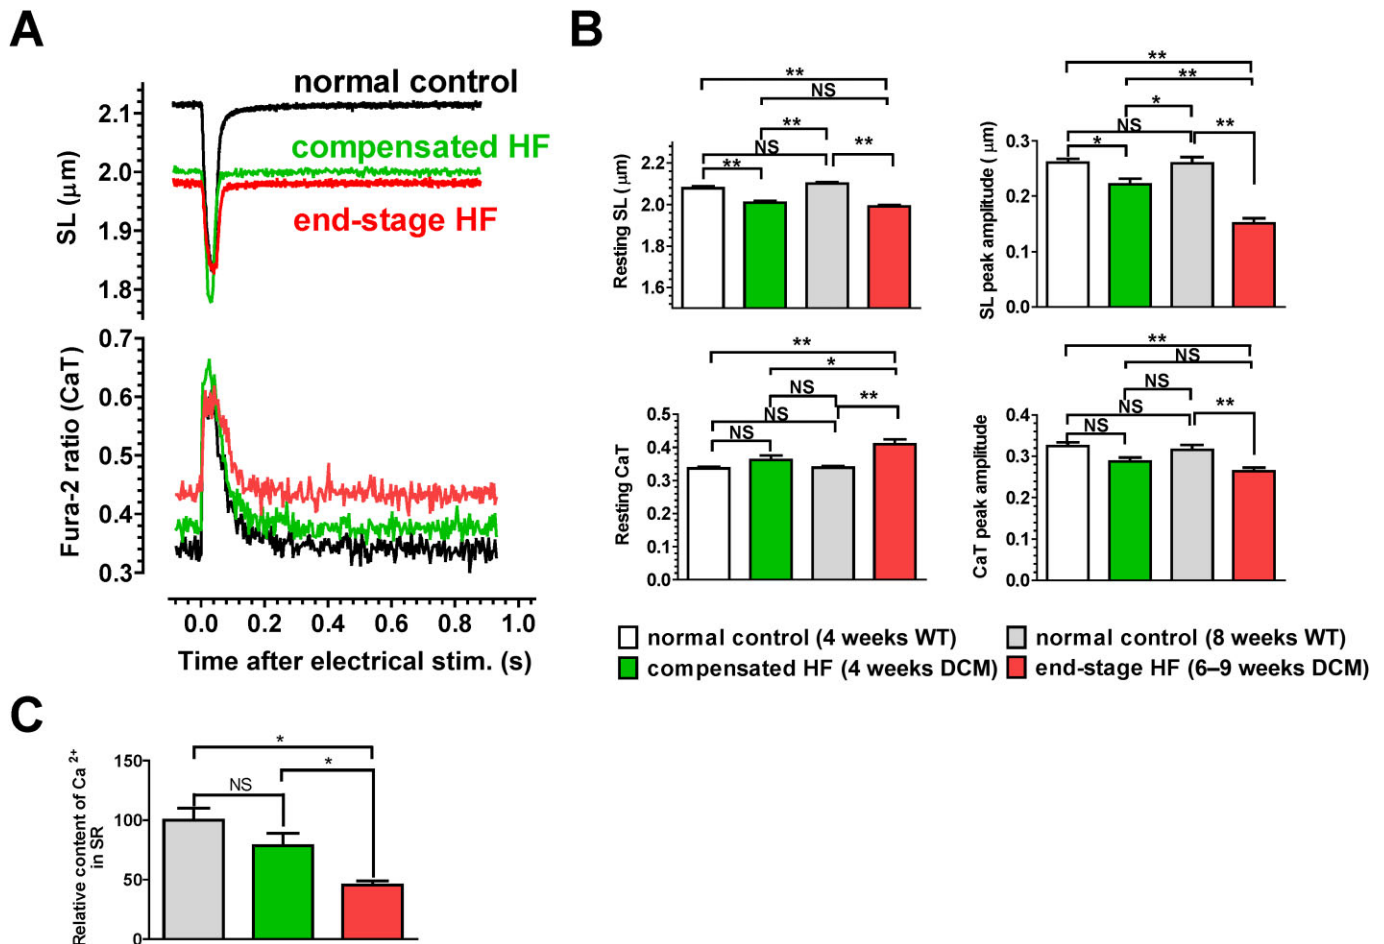 A
normal control
compensated HF
end-stage HF
SL (μm)
2.1
2.0
1.9
1.8
Fura-2 ratio (CaT)
0.7
0.6
0.5
0.4
0.3
0.0 0.2 0.4 0.6 0.8 1.0
Time after electrical stim. (s)
B
**
NS
**
NS
**
**
Resting SL ( μm)
2.2
2.0
1.8
1.6
**
**
*
NS
*
**
SL peak amplitude ( μm)
0.3
0.2
0.1
0.0
**
*
NS
NS
**
NS
Resting CaT
0.5
0.4
0.3
0.2
0.1
0.0
**
NS
NS
NS
**
NS
CaT peak amplitude
0.4
0.3
0.2
0.1
0.0
normal control (4 weeks WT)
normal control (8 weeks WT)
compensated HF (4 weeks DCM)
end-stage HF (6–9 weeks DCM)
C
*
*
NS
Relative content of Ca 2+
in SR
150
100
50
0